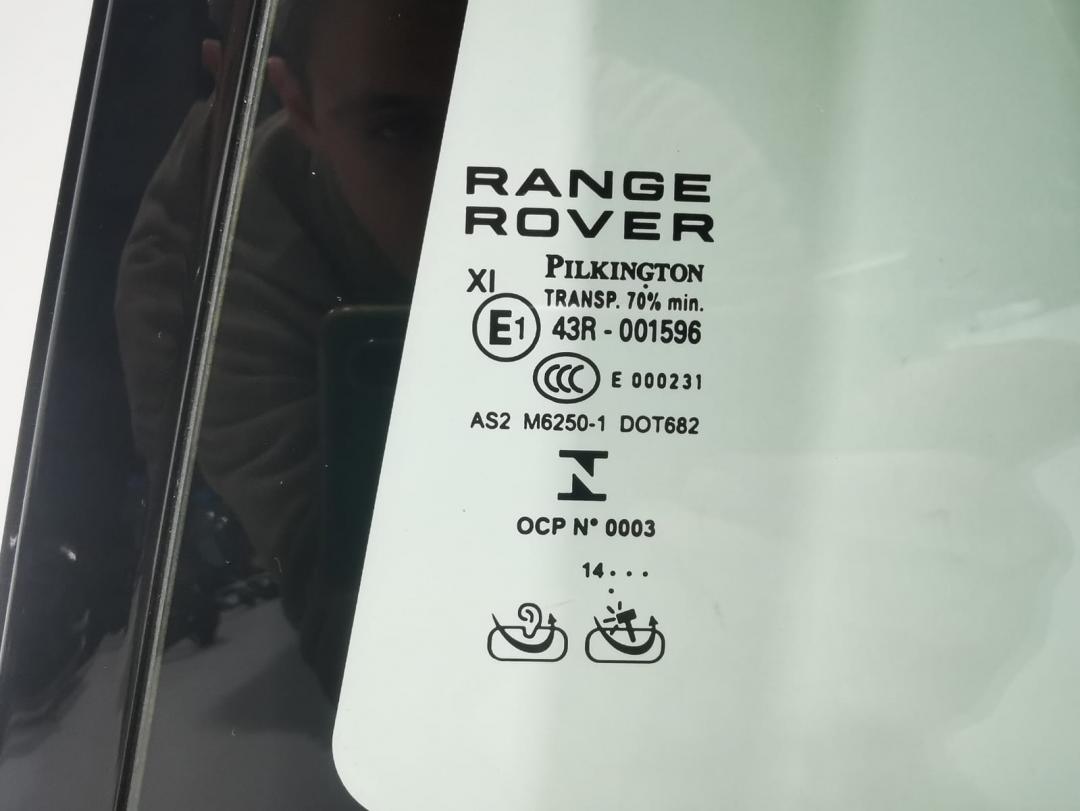 RANGE
ROVER
PILKINGTON
XI
TRANSP. 70% min.
E1 43R - 001596
CCC E 000231
AS2 M6250-1 DOT682
OCP N° 0003
14...